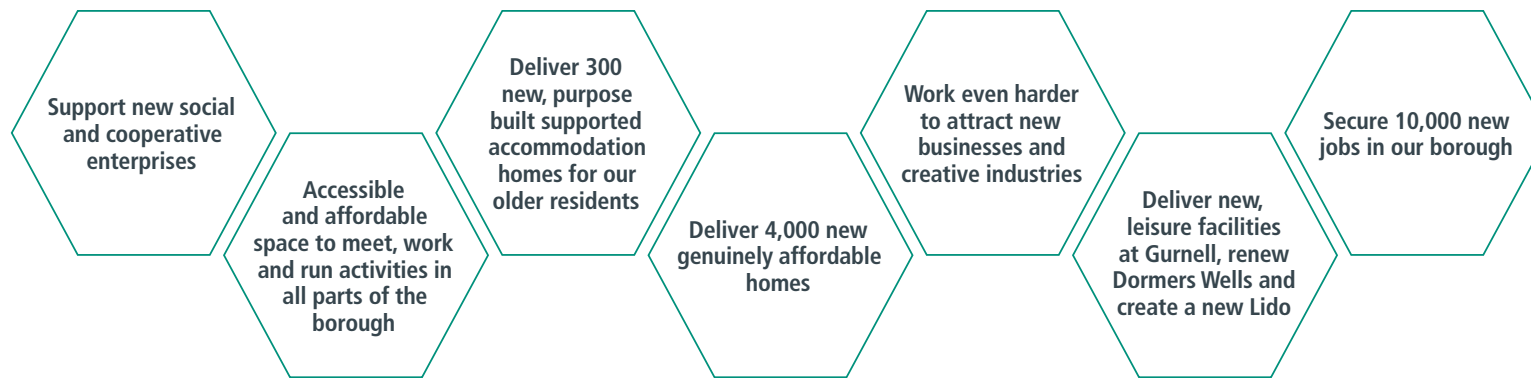 Support new social
and cooperative
enterprises
Accessible
and affordable
space to meet, work
and run activities in
all parts of the
borough
Deliver 300
new, purpose
built supported
accommodation
homes for our
older residents
Deliver 4,000 new
genuinely affordable
homes
Work even harder
to attract new
businesses and
creative industries
Deliver new,
leisure facilities
at Gurnell, renew
Dormers Wells and
create a new Lido
Secure 10,000 new
jobs in our borough